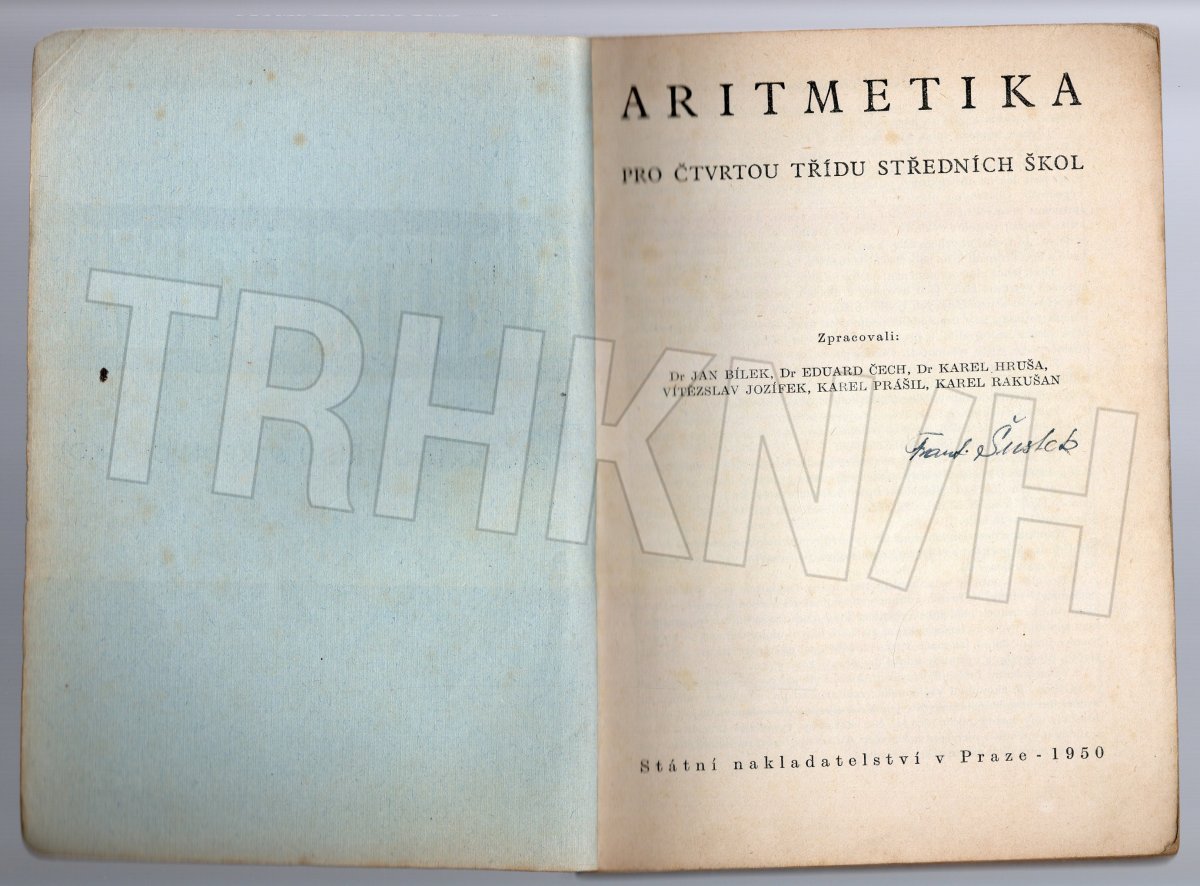 ARITMETIKA
PRO ČTVRTOU TŘÍDU STŘEDNÍCH ŠKOL
Zpracovali:
Dr JAN BÍLEK, Dr EDUARD ČECH, Dr KAREL HRUŠA,
VÍTĚZSLAV JOZÍFEK, KAREL PRÁŠIL, KAREL RAKUŠAN
Frant.
TRHKNIH
Státní nakladatelství v Praze - 1950